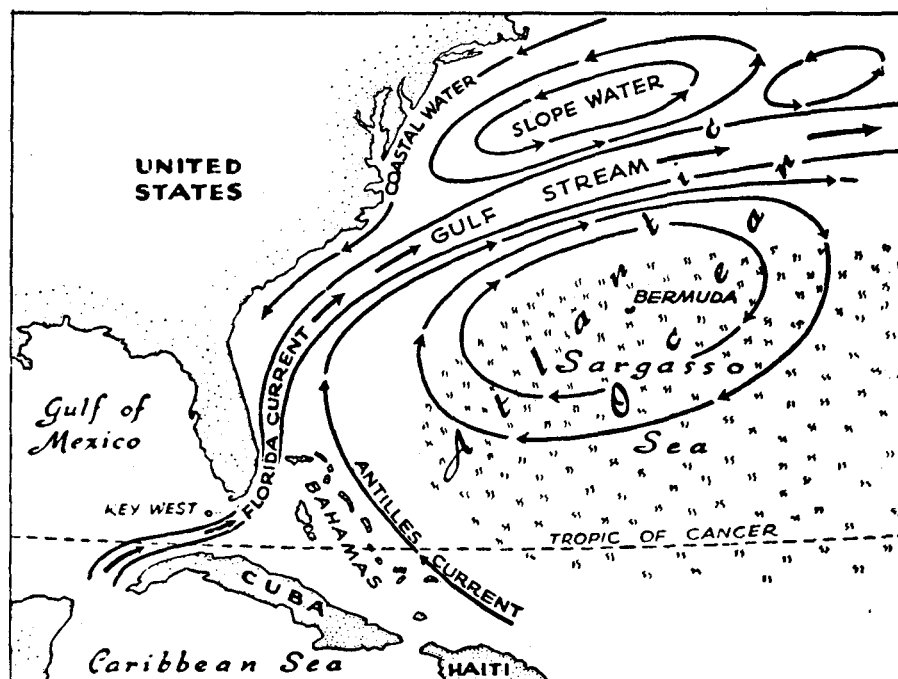 COASTAL WATER
SLOPE WATER
UNITED
STATES
GULF STREAM
Atlantic
Ocean
BERMUDA
Sargasso
Sea
FLORIDA CURRENT
Gulf of
Mexico
KEY WEST
BAHAMAS
ANTILLES CURRENT
TROPIC OF CANCER
CUBA
Caribbean Sea
HAITI